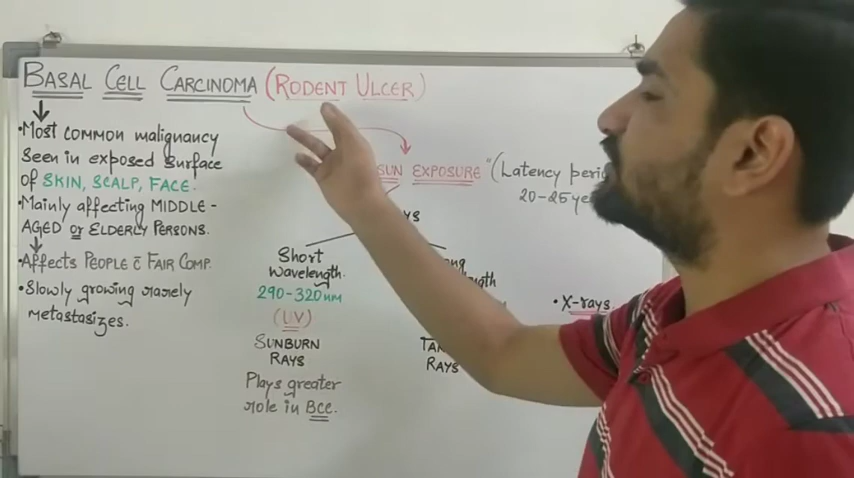 BASAL CELL CARCINOMA (RODENT ULCER)
• Most common malignancy
seen in exposed surface
of SKIN, SCALP, FACE.
• Mainly affecting MIDDLE-
AGED or ELDERLY PERSONS.
• Affects PEOPLE c̄ FAIR COMP.
• Slowly growing rarely
metastasizes.
SUN EXPOSURE" (Latency
20-25
Short
wavelength.
290-320nm
(UV)
SUNBURN
RAYS
Plays greater
role in BCC.
RAYS
• X-rays